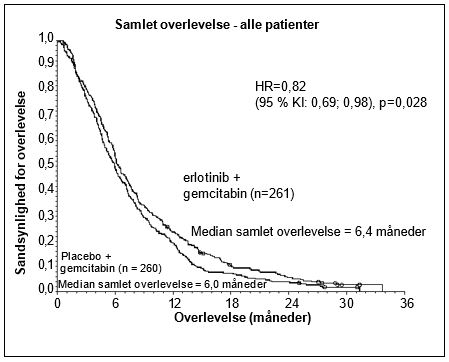 Samlet overlevelse - alle patienter
Sandsynlighed for overlevelse
1,0
0,9
0,8
0,7
0,6
0,5
0,4
0,3
0,2
0,1
0,0
HR=0,82
(95 % KI: 0,69; 0,98), p=0,028
erlotinib +
gemcitabin (n=261)
Median samlet overlevelse = 6,4 måneder
Placebo +
gemcitabin (n = 260)
Median samlet overlevelse = 6,0 måneder
0 6 12 18 24 30 36
Overlevelse (måneder)